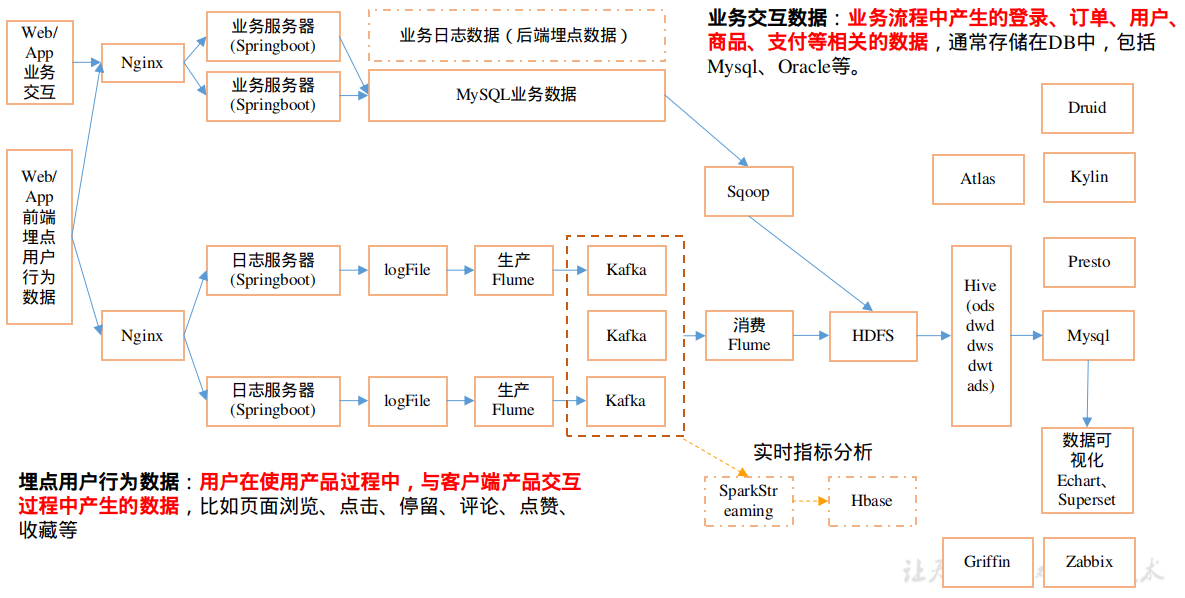 Web/
App
业务
交互
Nginx
业务服务器
(Springboot)
业务服务器
(Springboot)
业务日志数据（后端埋点数据）
MySQL业务数据
业务交互数据：业务流程中产生的登录、订单、用户、
商品、支付等相关的数据，通常存储在DB中，包括
Mysql、Oracle等。
Web/
App
前端
埋点
用户
行为
数据
Nginx
日志服务器
(Springboot)
logFile
生产
Flume
Kafka
Kafka
日志服务器
(Springboot)
logFile
生产
Flume
Kafka
Sqoop
消费
Flume
HDFS
Hive
(ods
dwd
dws
dwt
ads)
Druid
Atlas
Kylin
Presto
Mysql
数据可
视化
Echart、
Superset
实时指标分析
SparkStr
eaming
Hbase
埋点用户行为数据：用户在使用产品过程中，与客户端产品交互
过程中产生的数据，比如页面浏览、点击、停留、评论、点赞、
收藏等
Griffin
Zabbix
让
术